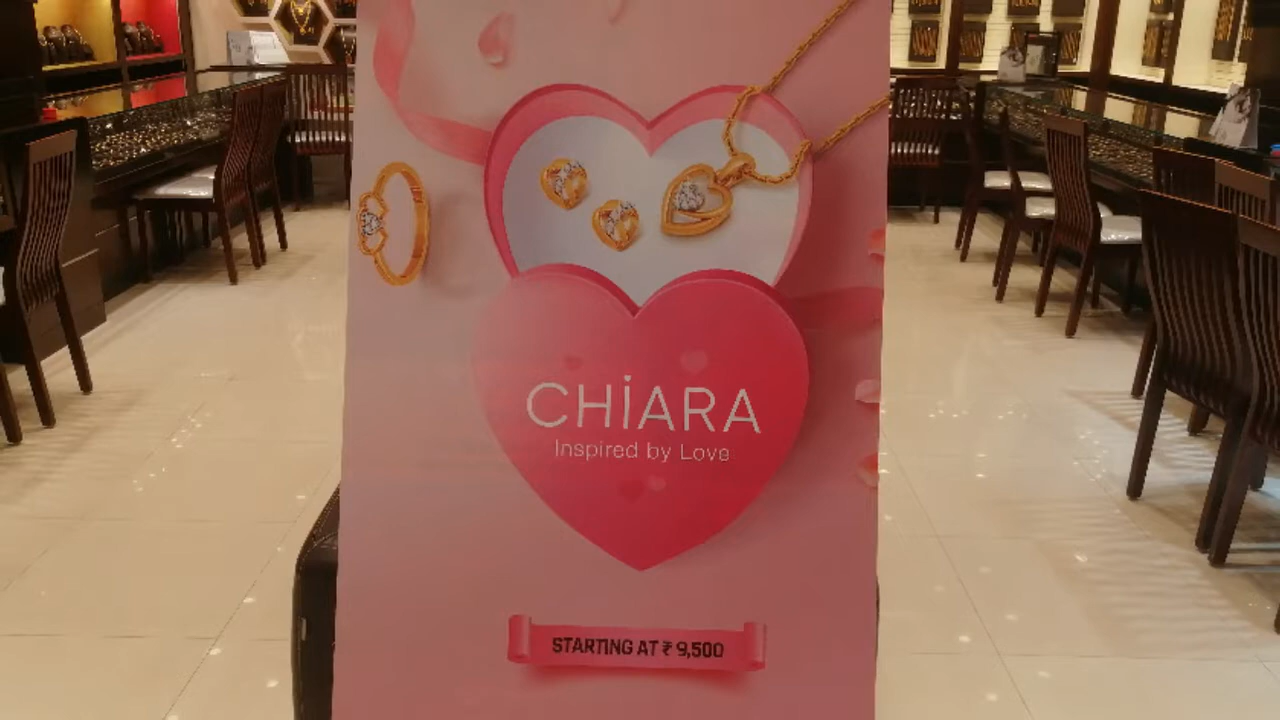 CHiARA
Inspired by Love
STARTING AT ₹ 9,500